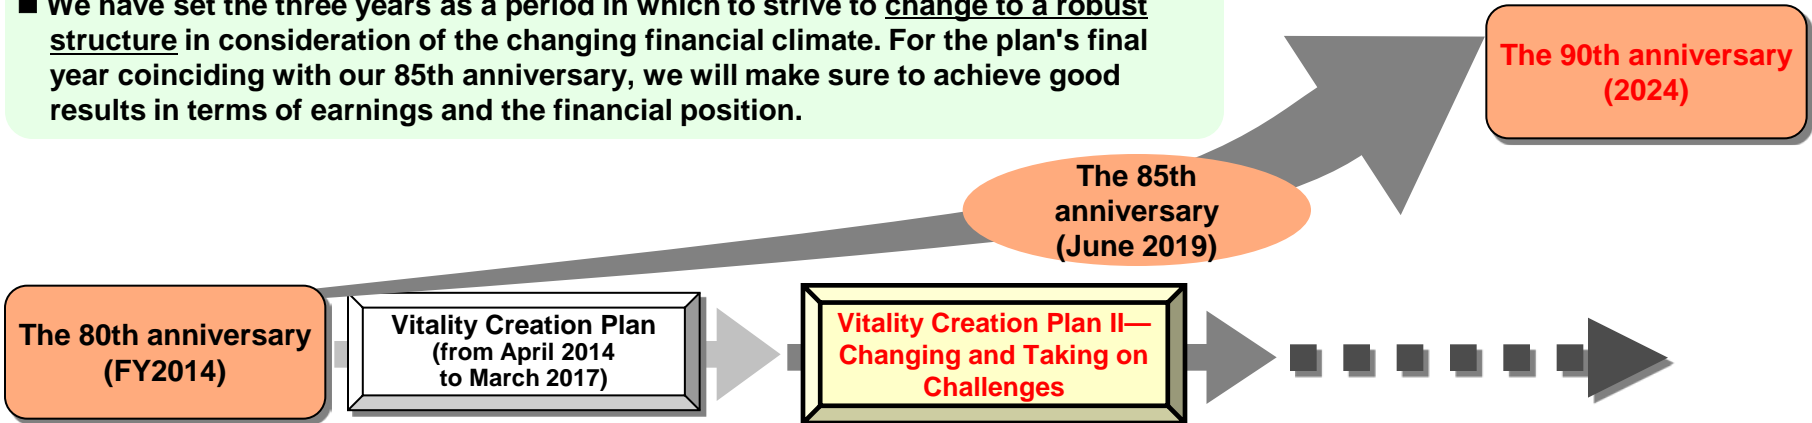 ■ We have set the three years as a period in which to strive to change to a robust
structure in consideration of the changing financial climate. For the plan's final
year coinciding with our 85th anniversary, we will make sure to achieve good
results in terms of earnings and the financial position.
The 90th anniversary
(2024)
The 85th
anniversary
(June 2019)
The 80th anniversary
(FY2014)
Vitality Creation Plan
(from April 2014
to March 2017)
Vitality Creation Plan II—
Changing and Taking on
Challenges